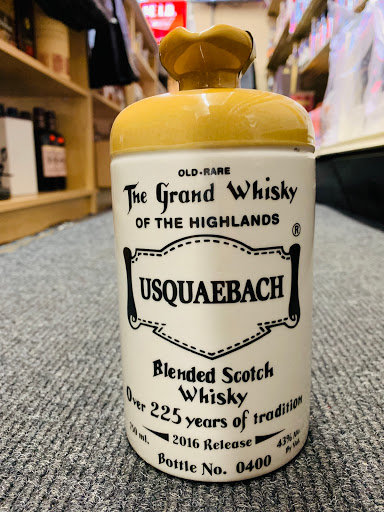 OLD-RARE
The Grand Whisky
OF THE HIGHLANDS
®
USQUAEBACH
Blended Scotch
Whisky
Over 225 years of tradition
750 ml.
2016 Release
43% Alc.
By Vol.
Bottle No. 0400